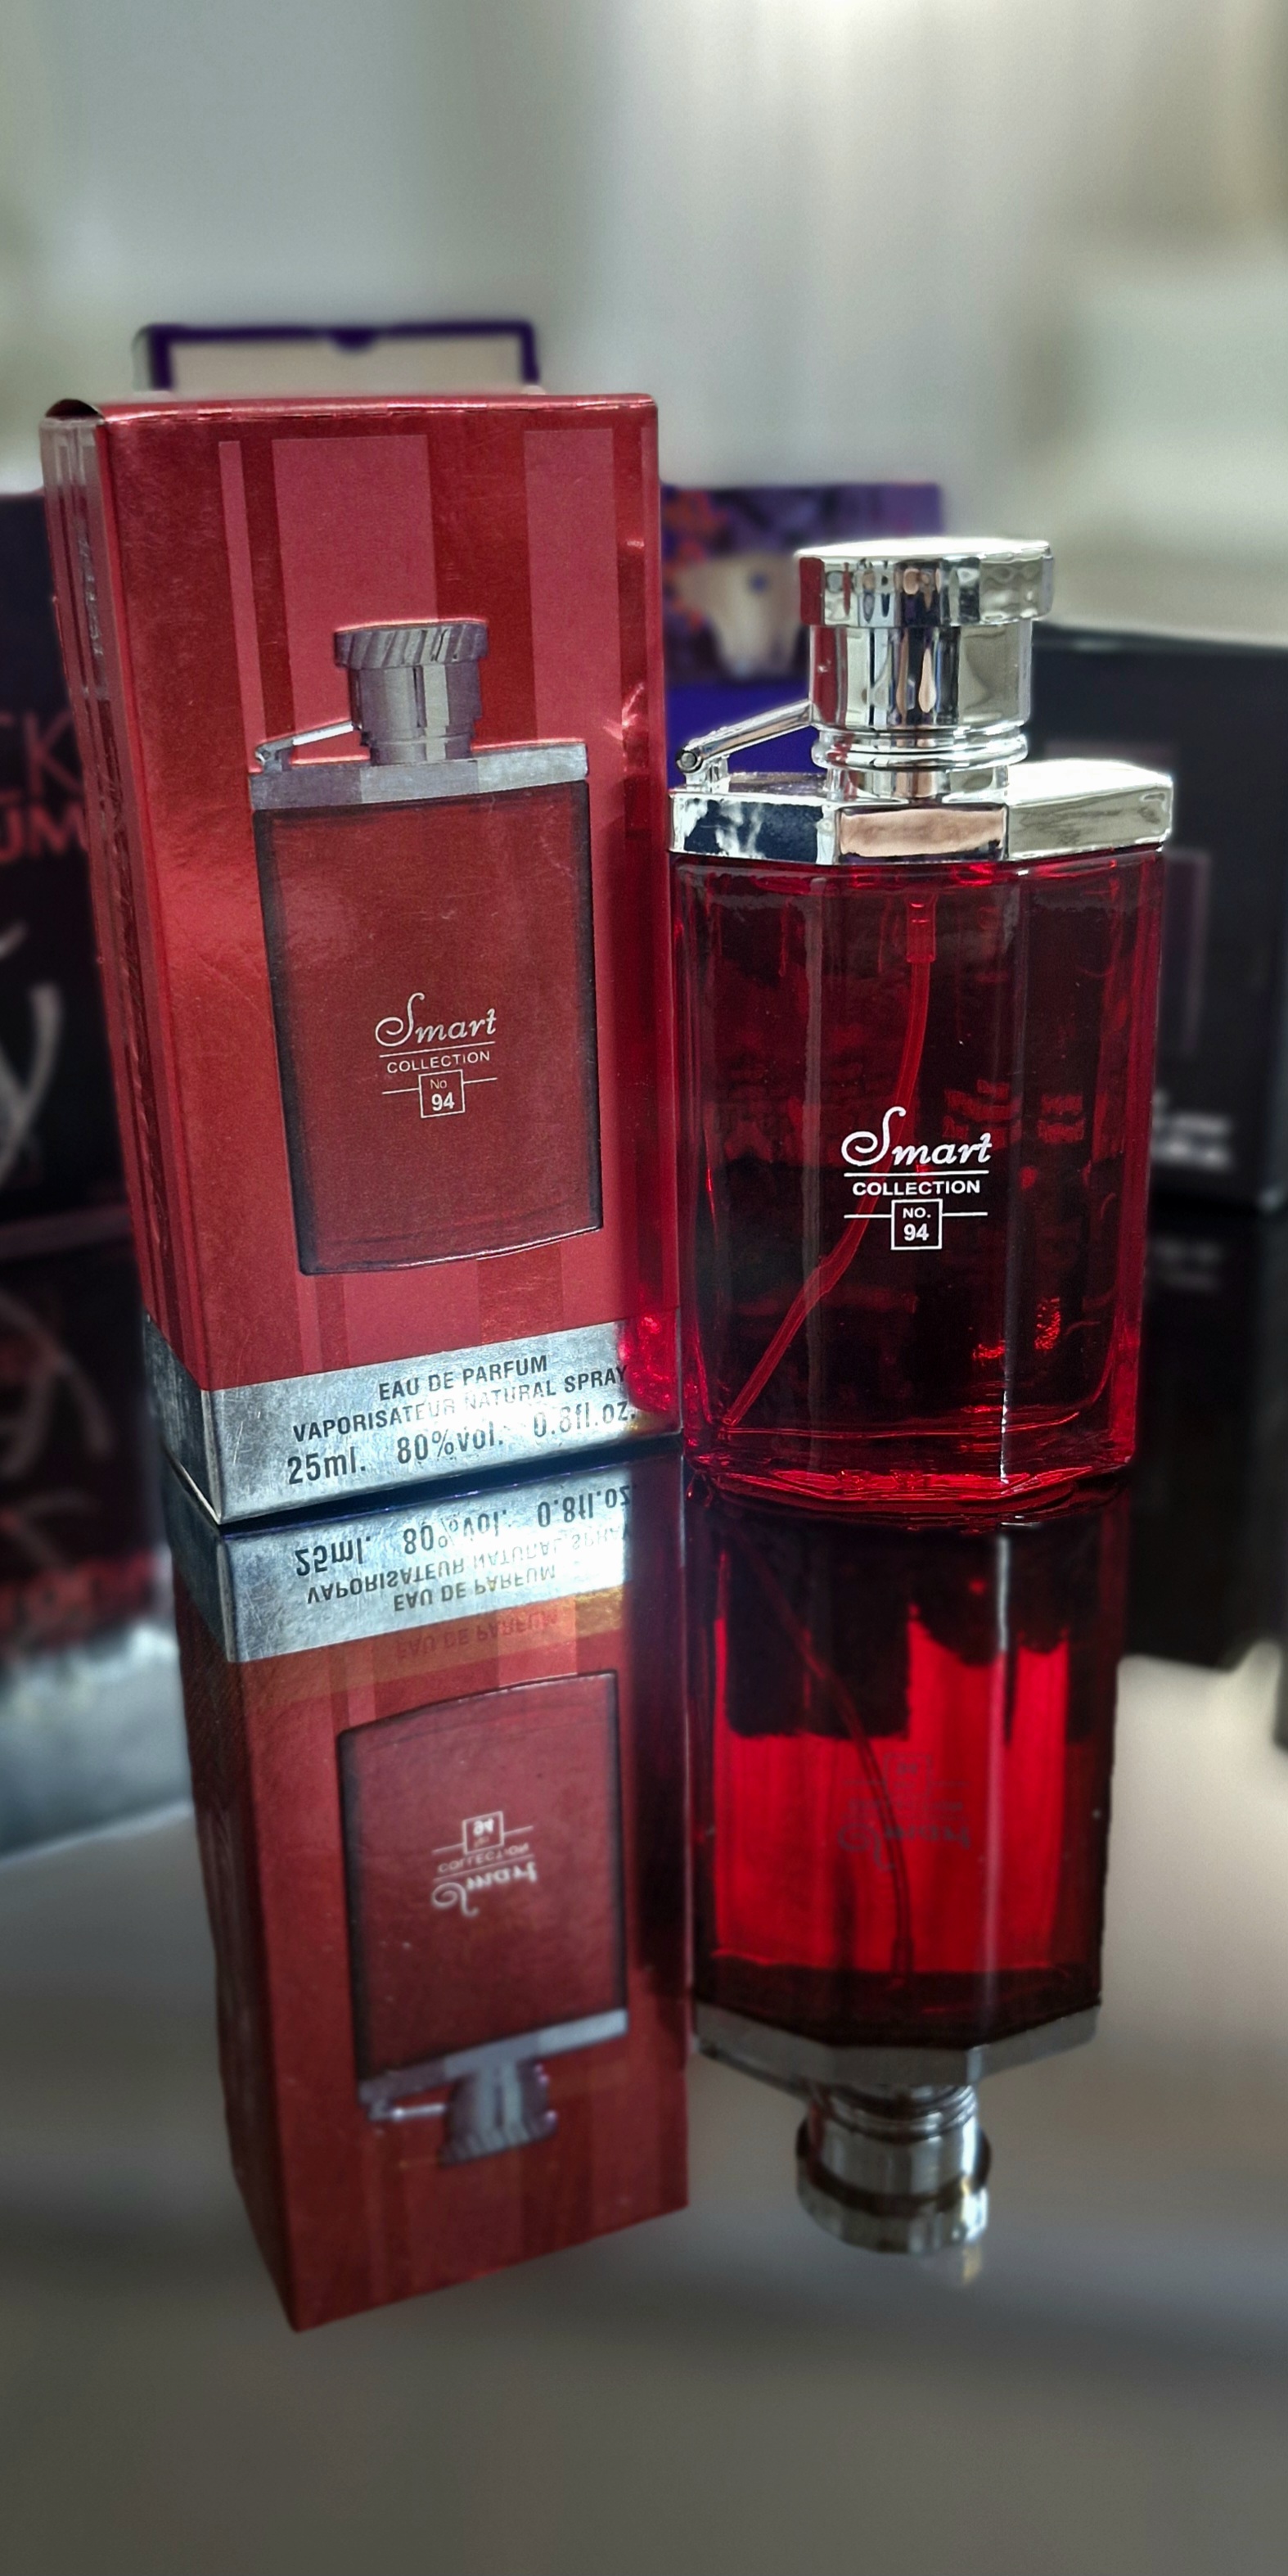 Smart
COLLECTION
No
94
EAU DE PARFUM
VAPORISATEUR NATURAL SPRAY
25ml. 80%vol. 0.8fl.oz.
Smart
COLLECTION
NO.
94